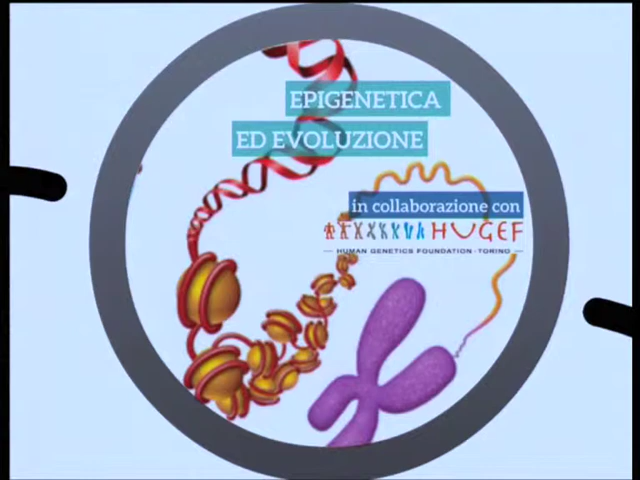 EPIGENETICA
ED EVOLUZIONE
in collaborazione con
HUGEF
HUMAN GENETICS FOUNDATION - TORINO